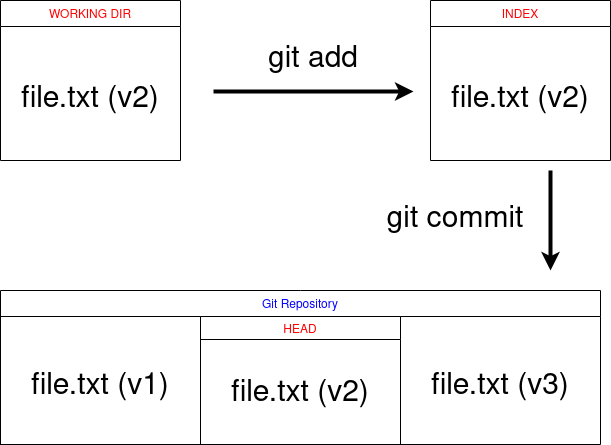 WORKING DIR
INDEX
file.txt (v2)
git add
file.txt (v2)
git commit
Git Repository
file.txt (v1)
HEAD
file.txt (v2)
file.txt (v3)